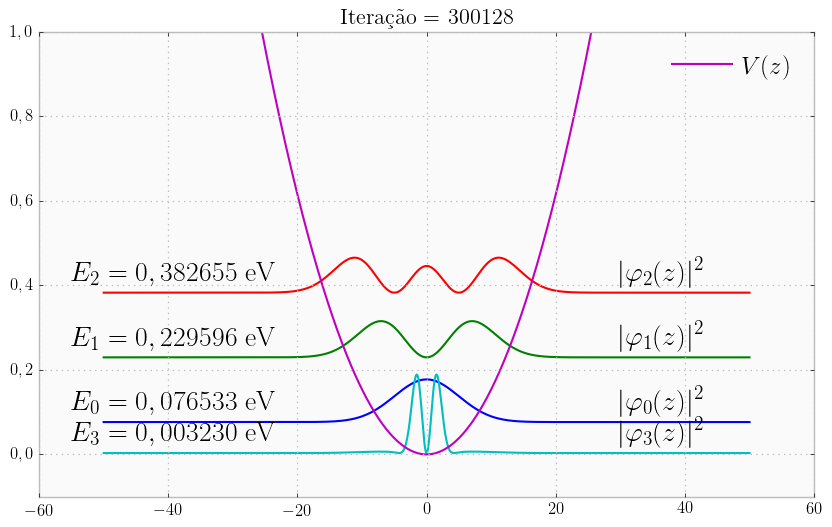 Iteração = 300128
1,0
0,8
0,6
0,4
0,2
0,0
V(z)
E₂ = 0,382655 eV |φ₂(z)|²
E₁ = 0,229596 eV |φ₁(z)|²
E₀ = 0,076533 eV |φ₀(z)|²
E₃ = 0,003230 eV |φ₃(z)|²
−60 −40 −20 0 20 40 60